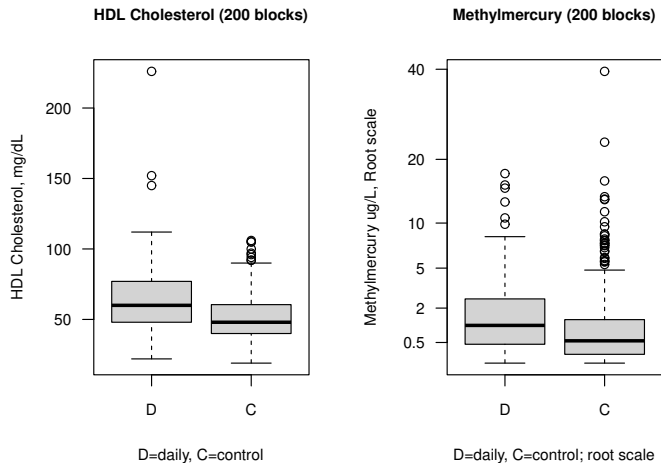 HDL Cholesterol (200 blocks)
HDL Cholesterol, mg/dL
200
150
100
50
D C
D=daily, C=control
Methylmercury (200 blocks)
Methylmercury ug/L, Root scale
40
20
10
5
2
0.5
D C
D=daily, C=control; root scale